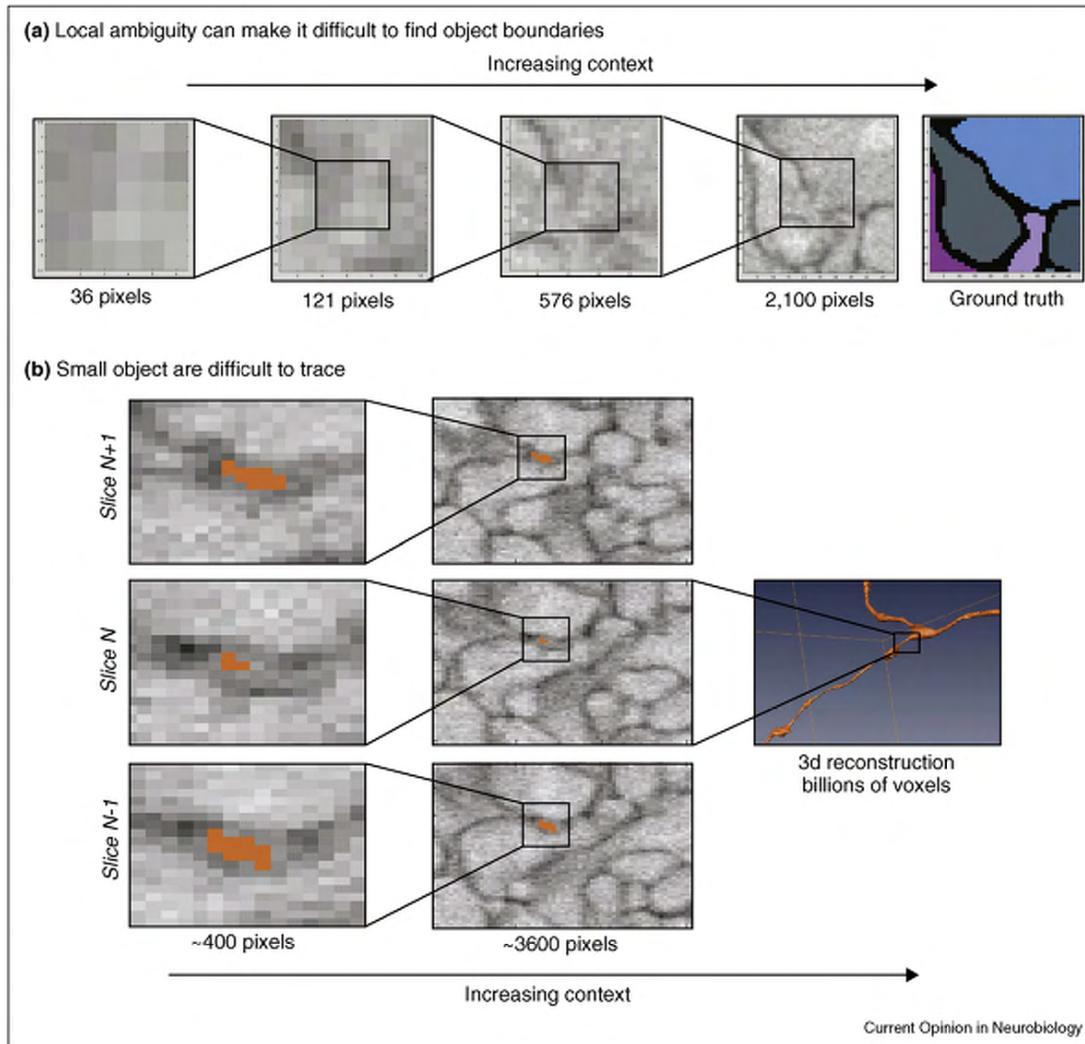 (a) Local ambiguity can make it difficult to find object boundaries
Increasing context
36 pixels
121 pixels
576 pixels
2,100 pixels
Ground truth
(b) Small object are difficult to trace
Slice N+1
Slice N
3d reconstruction
billions of voxels
Slice N-1
~400 pixels
~3600 pixels
Increasing context
Current Opinion in Neurobiology